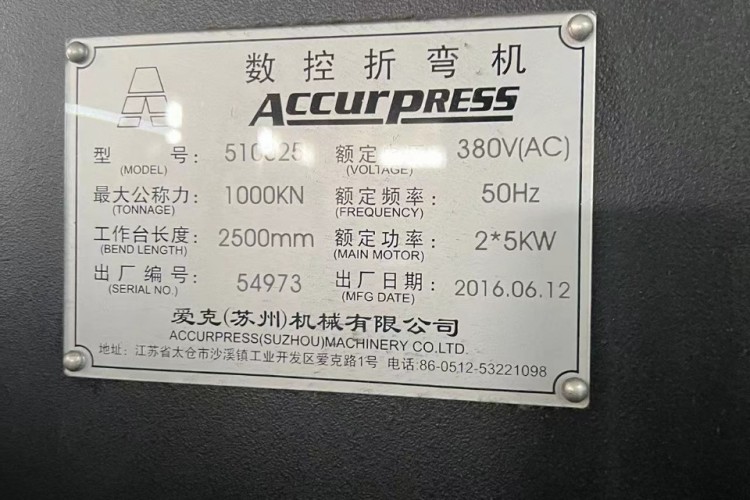 数控折弯机
ACCURPRESS
型 号: 额定 380V(AC)
(MODEL) (VOLTAGE)
最大公称力: 1000KN 额定频率: 50Hz
(TONNAGE) (FREQUENCY)
工作台长度: 2500mm 额定功率: 2*5KW
(BEND LENGTH) (MAIN MOTOR)
出厂编号: 54973 出厂日期: 2016.06.12
(SERIAL NO.) (MFG DATE)
爱克(苏州)机械有限公司
ACCURPRESS(SUZHOU)MACHINERY CO.LTD
地址: 江苏省太仓市沙溪镇工业开发区爱克路1号 电话:86-0512-53221098